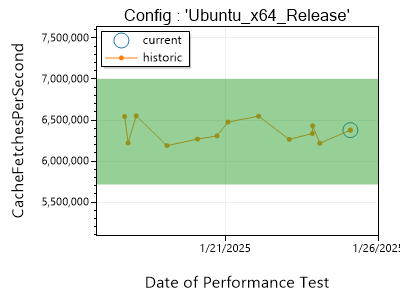 Config : 'Ubuntu_x64_Release'
current
historic
CacheFetchesPerSecond
7,500,000
7,000,000
6,500,000
6,000,000
5,500,000
1/21/2025
1/26/2025
Date of Performance Test